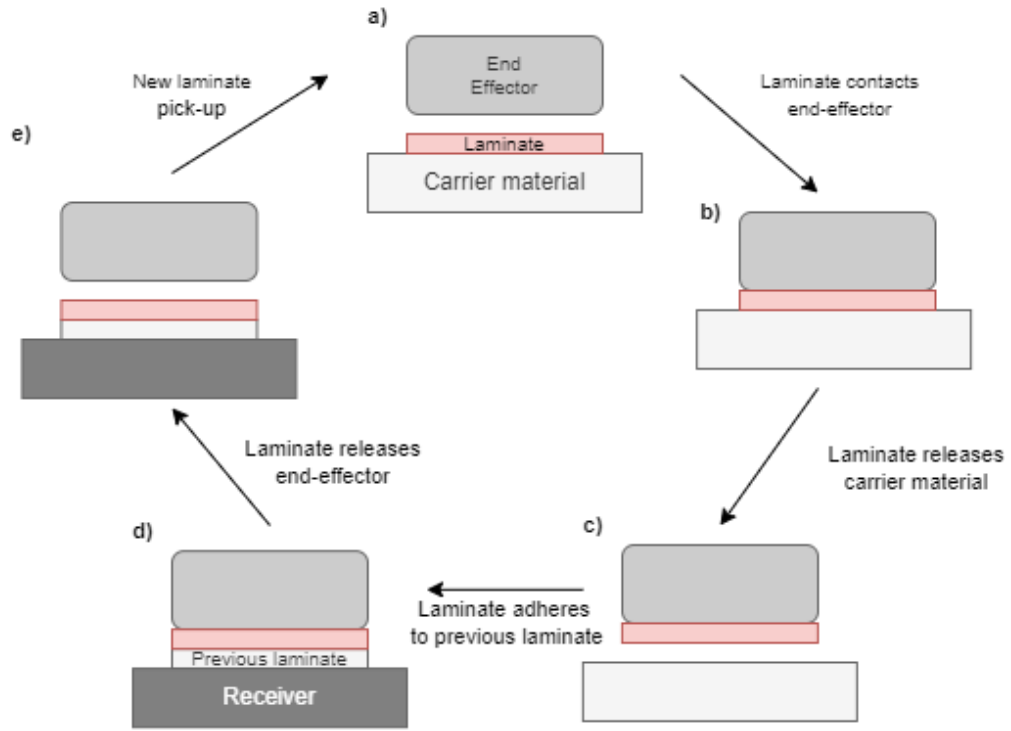 a)
End
Effector
Laminate
Carrier material
Laminate contacts
end-effector
b)
Laminate releases
carrier material
c)
Laminate adheres
to previous laminate
d)
Previous laminate
Receiver
Laminate releases
end-effector
e)
New laminate
pick-up